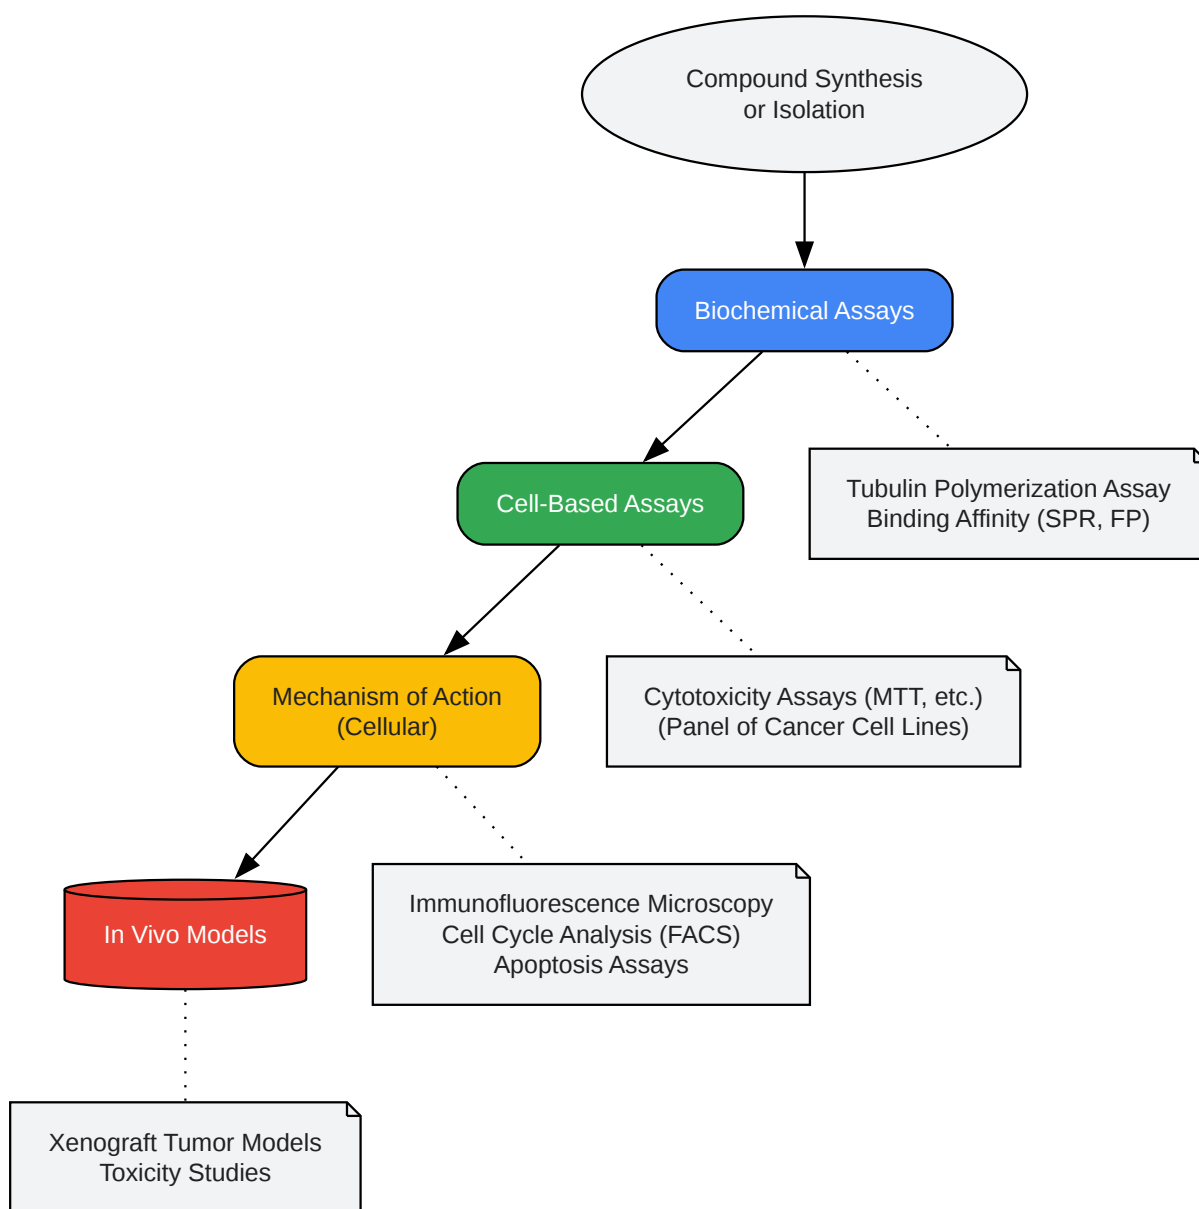 Compound Synthesis
or Isolation
Biochemical Assays
Tubulin Polymerization Assay
Binding Affinity (SPR, FP)
Cell-Based Assays
Cytotoxicity Assays (MTT, etc.)
(Panel of Cancer Cell Lines)
Mechanism of Action
(Cellular)
Immunofluorescence Microscopy
Cell Cycle Analysis (FACS)
Apoptosis Assays
In Vivo Models
Xenograft Tumor Models
Toxicity Studies